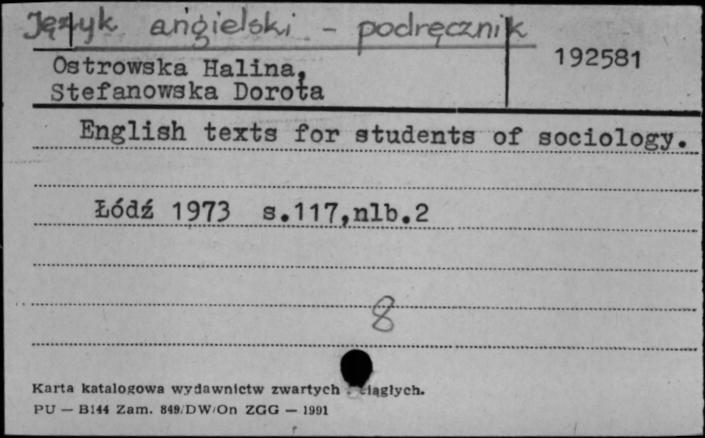 Język angielski - podręcznik
192581
Ostrowska Halina,
Stefanowska Dorota
English texts for students of sociology.
Łódź 1973 s.117,nlb.2
8
Karta katalogowa wydawnictw zwartych ciągłych.
PU — B144 Zam. 849/DW/On ZGG — 1991